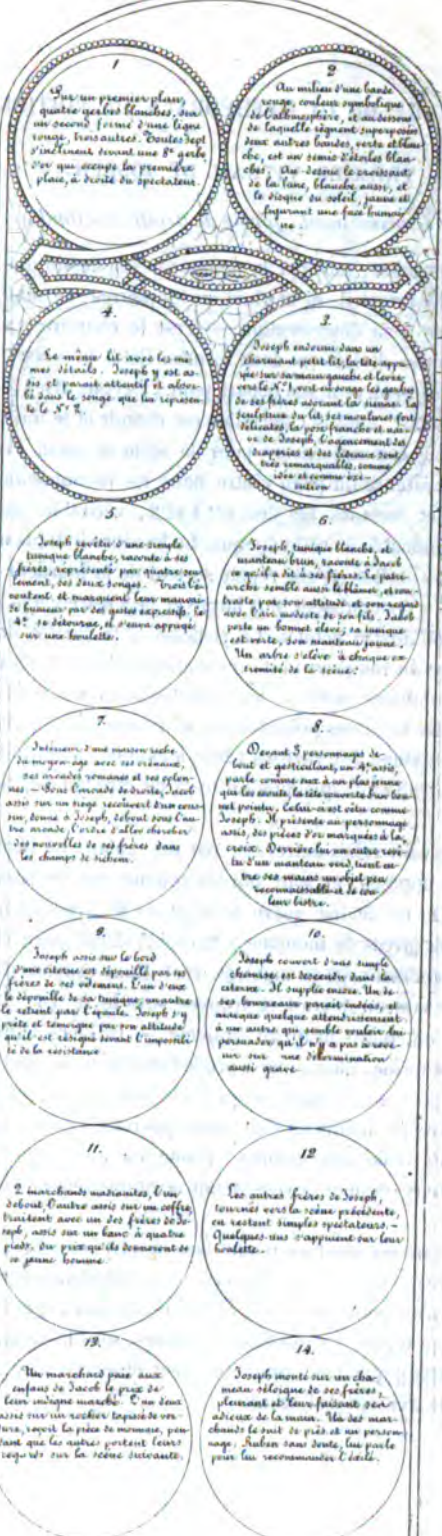 1
Sur un premier plan,
quatre gerbes blanches, sur
un second formé d'une ligne
rouge, trois autres. Toutes sept
s'inclinent devant une 8e gerbe
d'or qui occupe la première
place, à droite du spectateur.
2
Au milieu d'une bande
rouge, couleur symbolique
de l'athmosphère, et au dessous
de laquelle règnent superposées
deux autres bandes, verte et blan-
che, est un semis d'étoiles blan-
ches. Au-dessus le croissant
de la lune, blanche aussi, et
le disque du soleil, jaune et
figurant une face humai-
ne
4.
Le même lit avec les mê-
mes détails. Joseph y est as-
sis et paraît attentif et absor-
bé dans le songe que lui présen-
te le No 2.
3.
Joseph endormi dans un
charmant petit lit, la tête appu-
yée sur sa main gauche et levée
vers le No 1, voit en songe les gerbes
de ses frères adorant la sienne. La
sculpture du lit, ses moulures fort
délicates, la pose franche et naï-
ve de Joseph, l'agencement des
draperies et des rideaux sont
très remarquables, comme
5.
Joseph vêtu d'une simple
tunique blanche, raconte à ses
frères, représentés par quatre seu-
lement, ses deux songes. Trois l'é-
coutent et marquent leur mauvai-
se humeur par des gestes expressifs. Le
4e se détourne, il s'en va appuyé
sur une houlette.
6.
Joseph, tunique blanche, et
manteau brun, raconte à Jacob
ce qu'il a dit à ses frères. Le patri-
arche semble aussi le blâmer, et con-
traste par son attitude et son regard
avec l'air modeste de son fils. Jacob
porte un bonnet élevé; sa tunique
est verte, son manteau jaune.
Un arbre s'élève à chaque ex-
trémité de la scène.
7.
Intérieur d'une maison riche
du moyen-âge avec ses créneaux,
ses arcades romanes et ses colon-
nes. - Sous l'arcade de droite, Jacob
assis sur un siège recouvert d'un cous-
sin, donne à Joseph, debout sous l'au-
tre arcade, l'ordre d'aller chercher
des nouvelles de ses frères dans
les champs de Sichem.
8.
Devant 3 personnages de-
bout et gesticulant, un 4e, assis,
parle comme eux à un plus jeune
qui les écoute, la tête couverte d'un bon-
net pointu. Celui-ci est vêtu comme
Joseph. Il présente au personnage
assis, des pièces d'or marquées à la
croix. Derrière lui un autre revê-
tu d'un manteau verd, tient en-
tre ses mains un objet peu
reconnaissable et de cou-
leur bistre.
9.
Joseph assis sur le bord
d'une citerne est dépouillé par ses
frères de ses vêtemens. L'un d'eux
le dépouille de sa tunique, un autre
le retient par l'épaule. Joseph s'y
prête et témoigne par son attitude
qu'il est résigné devant l'impossibili-
té de la résistance.
10.
Joseph couvert d'une simple
chemise est descendu dans la
citerne. Il supplie encore. Un de
ses bourreaux paraît indécis, et
marque quelque attendrissement
à un autre qui semble vouloir lui
persuader qu'il n'y a pas à
sur une détermination
aussi grave.
11.
2 marchands madianites, l'un
debout, l'autre assis sur un coffre,
traitent avec un des frères de Jo-
seph, assis sur un banc à quatre
pieds, du prix qu'ils donneront de
ce jeune homme.
12
Les autres frères de Joseph,
tournés vers la scène précédente,
en restent simples spectateurs. -
Quelques-uns s'appuient sur leur
houlette.
13.
Un marchand paie aux
enfans de Jacob le prix de
leur indigne marché. L'un d'eux
assis sur un rocher tapissé de ver-
dure, reçoit la pièce de monnaie, pen-
dant que les autres portent leurs
regards sur la scène suivante.
14.
Joseph monté sur un cha-
meau s'éloigne de ses frères,
pleurant et leur faisant ses
adieux de la main. Un des mar-
chands le suit de près et un person-
nage, Ruben sans doute, lui parle
pour lui recommander l'exilé.